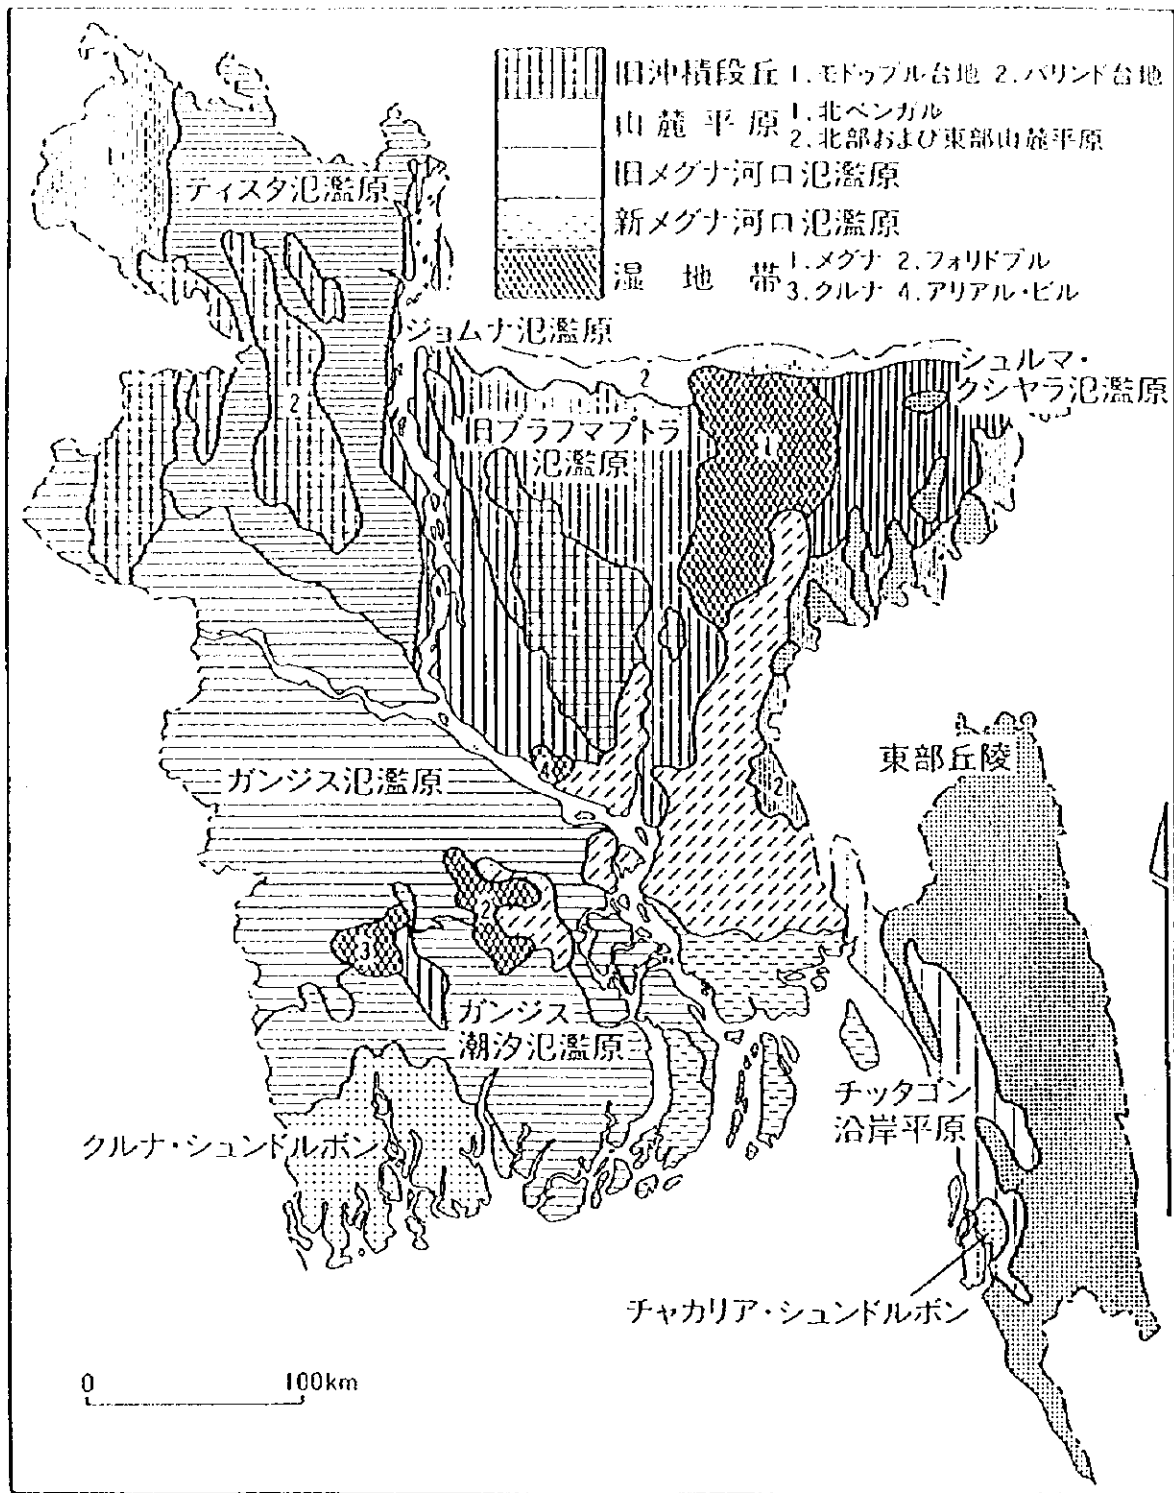 旧沖積段丘 1.モドゥプル台地 2.バリンド台地
山麓平原 1.北ベンガル
2.北部および東部山麓平原
旧メグナ河口氾濫原
新メグナ河口氾濫原
湿地帯 1.メグナ 2.フォリドプル
3.クルナ 4.アリアル・ビル
ティスタ氾濫原
1
ジョムナ氾濫原
シュルマ・
クシヤラ氾濫原
2
2
旧ブラフマプトラ
氾濫原
1
1
東部丘陵
4
ガンジス氾濫原
2
2
3
ガンジス
潮汐氾濫原
チッタゴン
沿岸平原
クルナ・シュンドルボン
チャカリア・シュンドルボン
0 100km